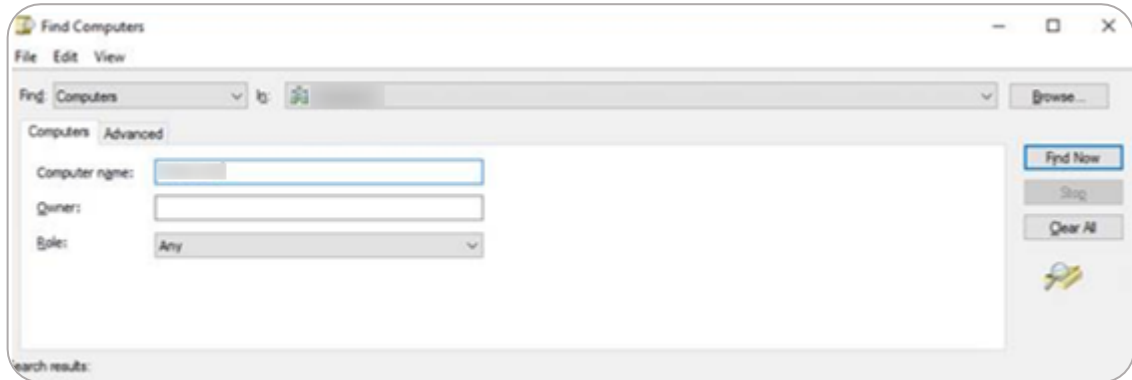 Find Computers
File Edit View
Find: Computers In: Browse...
Computers Advanced
Find Now
Computer name:
Stop
Owner:
Clear All
Role: Any
earch results: